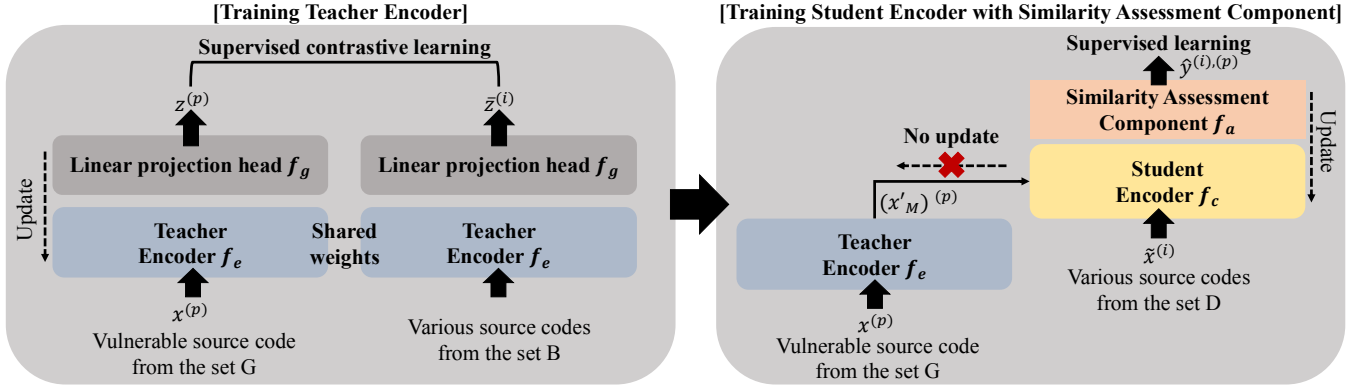 [Training Teacher Encoder]
Supervised contrastive learning
z^(p)
z̄^(i)
Linear projection head f_g
Linear projection head f_g
Update
Teacher
Encoder f_e
Shared
weights
Teacher
Encoder f_e
x^(p)
Vulnerable source code
from the set G
Various source codes
from the set B
[Training Student Encoder with Similarity Assessment Component]
Supervised learning
ŷ^(i),(p)
Similarity Assessment
Component f_a
No update
Update
Student
Encoder f_c
(x'_M)^(p)
Teacher
Encoder f_e
x̃^(i)
Various source codes
from the set D
x^(p)
Vulnerable source code
from the set G